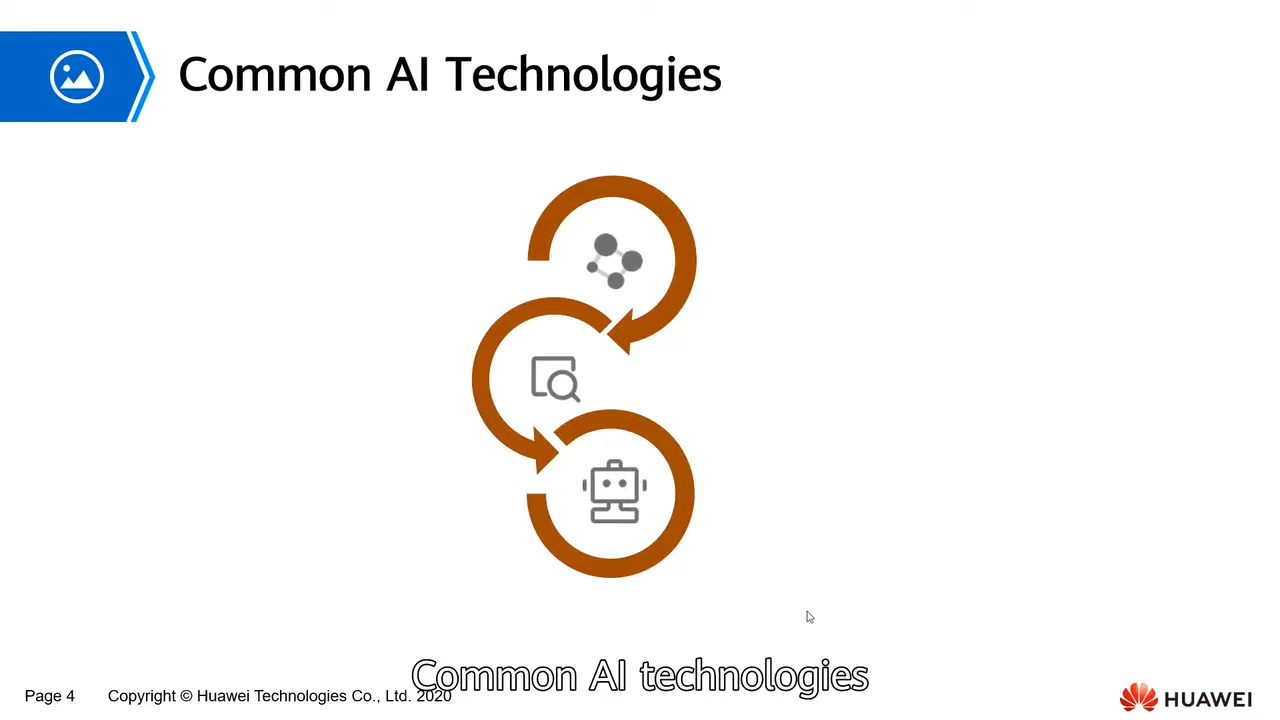 Common AI Technologies
Common AI technologies
Page 4 Copyright © Huawei Technologies Co., Ltd. 2020
HUAWEI